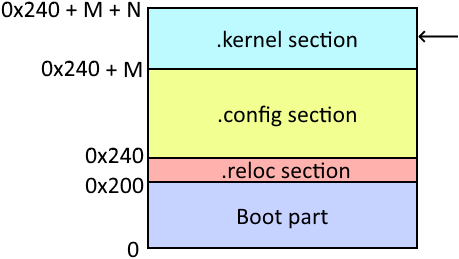 0x240 + M + N
.kernel section
0x240 + M
.config section
0x240
.reloc section
0x200
Boot part
0